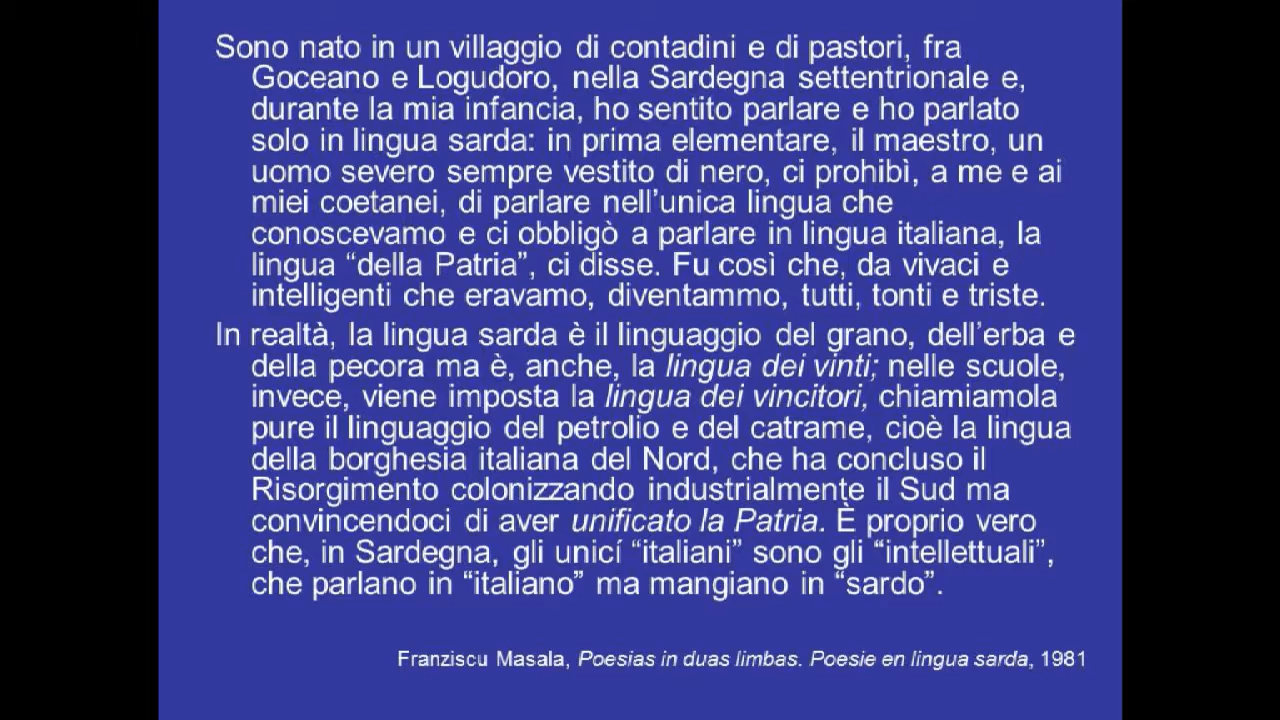 Sono nato in un villaggio di contadini e di pastori, fra
Goceano e Logudoro, nella Sardegna settentrionale e,
durante la mia infancia, ho sentito parlare e ho parlato
solo in lingua sarda: in prima elementare, il maestro, un
uomo severo sempre vestito di nero, ci prohibì, a me e ai
miei coetanei, di parlare nell’unica lingua che
conoscevamo e ci obbligò a parlare in lingua italiana, la
lingua “della Patria”, ci disse. Fu così che, da vivaci e
intelligenti che eravamo, diventammo, tutti, tonti e triste.
In realtà, la lingua sarda è il linguaggio del grano, dell’erba e
della pecora ma è, anche, la lingua dei vinti; nelle scuole,
invece, viene imposta la lingua dei vincitori, chiamiamola
pure il linguaggio del petrolio e del catrame, cioè la lingua
della borghesia italiana del Nord, che ha concluso il
Risorgimento colonizzando industrialmente il Sud ma
convincendoci di aver unificato la Patria. È proprio vero
che, in Sardegna, gli unicí “italiani” sono gli “intellettuali”,
che parlano in “italiano” ma mangiano in “sardo”.
Franziscu Masala, Poesias in duas limbas. Poesie en lingua sarda, 1981